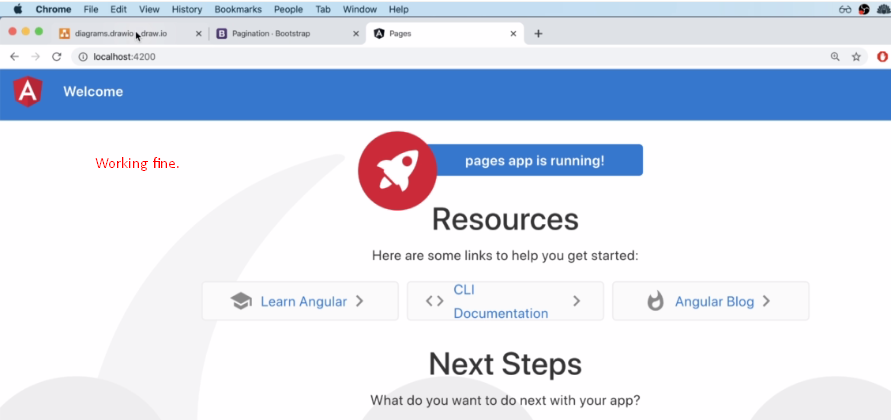 Chrome File Edit View History Bookmarks People Tab Window Help
diagrams.drawio draw.io Pagination · Bootstrap Pages
localhost:4200
Welcome
Working fine.
pages app is running!
Resources
Here are some links to help you get started:
Learn Angular
CLI
Documentation
Angular Blog
Next Steps
What do you want to do next with your app?